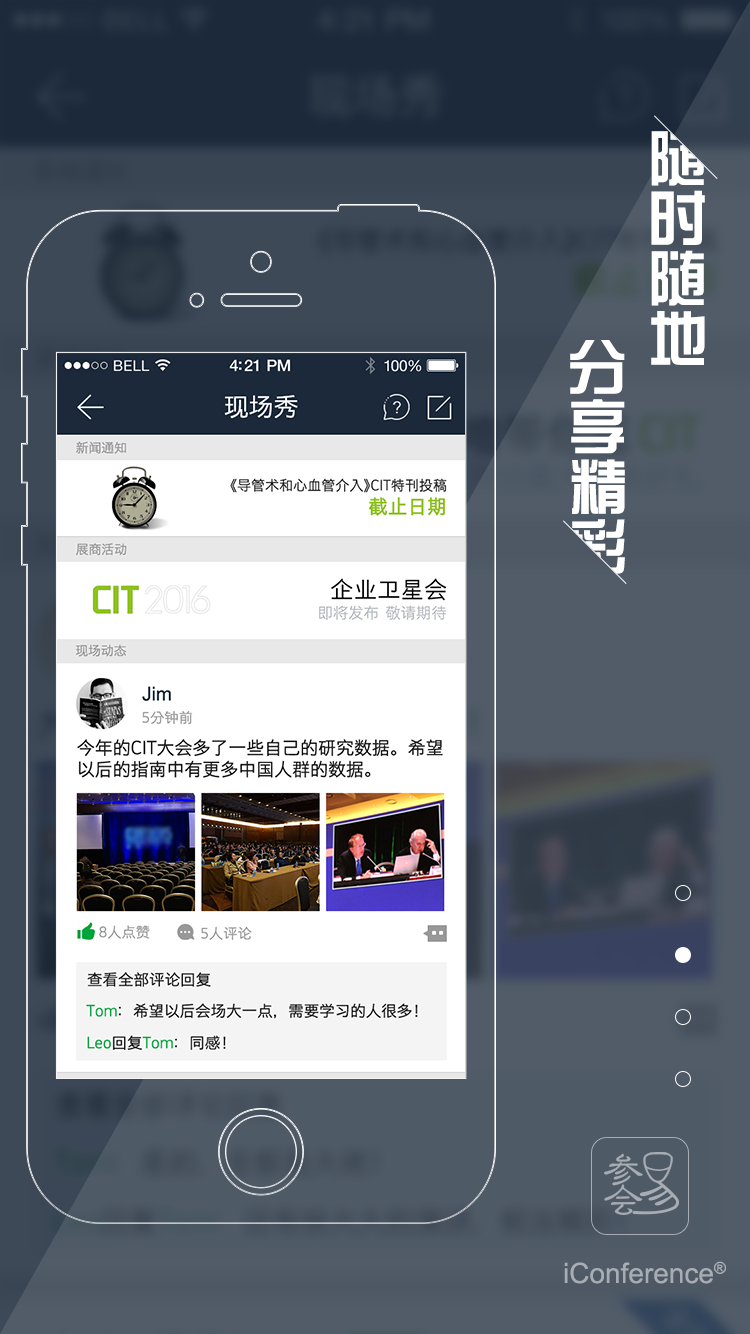 随时随地
分享精彩
BELL
4:21 PM
100%
现场秀
新闻通知
《导管术和心血管介入》CIT特刊投稿
截止日期
展商活动
CIT 2016
企业卫星会
即将发布 敬请期待
现场动态
Jim
5分钟前
今年的CIT大会多了一些自己的研究数据。希望
以后的指南中有更多中国人群的数据。
8人点赞
5人评论
查看全部评论回复
Tom：希望以后会场大一点，需要学习的人很多！
Leo回复Tom：同感！
参会易
iConference®